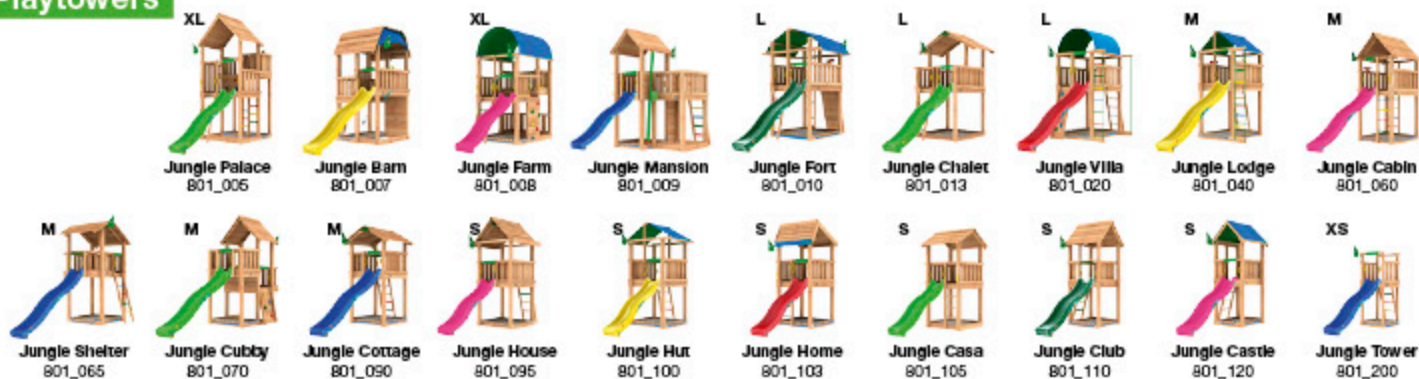 Playtowers
XL XL L L L M M
Jungle Palace Jungle Barn Jungle Farm Jungle Mansion Jungle Fort Jungle Chalet Jungle Villa Jungle Lodge Jungle Cabin
801_005 801_007 801_008 801_009 801_010 801_013 801_020 801_040 801_060
M M M S S S S S S XS
Jungle Shelter Jungle Cubby Jungle Cottage Jungle House Jungle Hut Jungle Home Jungle Casa Jungle Club Jungle Castle Jungle Tower
801_065 801_070 801_090 801_095 801_100 801_103 801_105 801_110 801_120 801_200